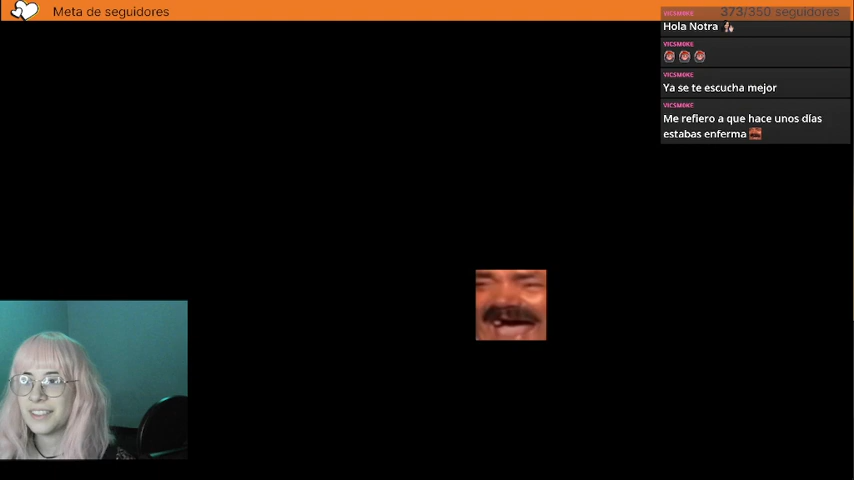 Meta de seguidores
373/350 seguidores
VICSMOKE
Hola Notra
VICSMOKE
VICSMOKE
Ya se te escucha mejor
VICSMOKE
Me refiero a que hace unos días
estabas enferma